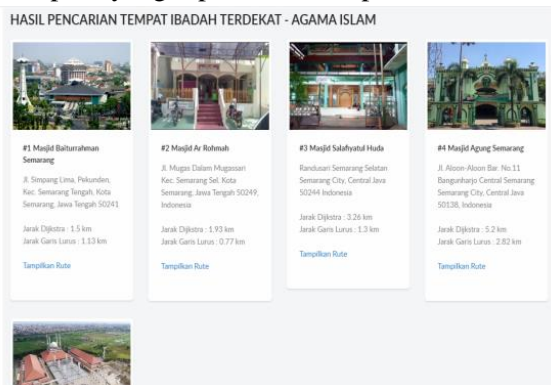 HASIL PENCARIAN TEMPAT IBADAH TERDEKAT - AGAMA ISLAM
#1 Masjid Baiturrahman
Semarang
Jl. Simpang Lima, Pekunden,
Kec. Semarang Tengah, Kota
Semarang, Jawa Tengah 50241
Jarak Dijkstra : 1.5 km
Jarak Garis Lurus : 1.13 km
Tampilkan Rute
#2 Masjid Ar Rohmah
Jl. Mugas Dalam Mugassari
Kec. Semarang Sel. Kota
Semarang, Jawa Tengah 50249,
Indonesia
Jarak Dijkstra : 1.93 km
Jarak Garis Lurus : 0.77 km
Tampilkan Rute
#3 Masjid Salafiyatul Huda
Randusari Semarang Selatan
Semarang City, Central Java
50244 Indonesia
Jarak Dijkstra : 3.26 km
Jarak Garis Lurus : 1.3 km
Tampilkan Rute
#4 Masjid Agung Semarang
Jl. Aloon-Aloon Bar. No.11
Bangunharjo Central Semarang
Semarang City, Central Java
50138, Indonesia
Jarak Dijkstra : 5.2 km
Jarak Garis Lurus : 2.82 km
Tampilkan Rute